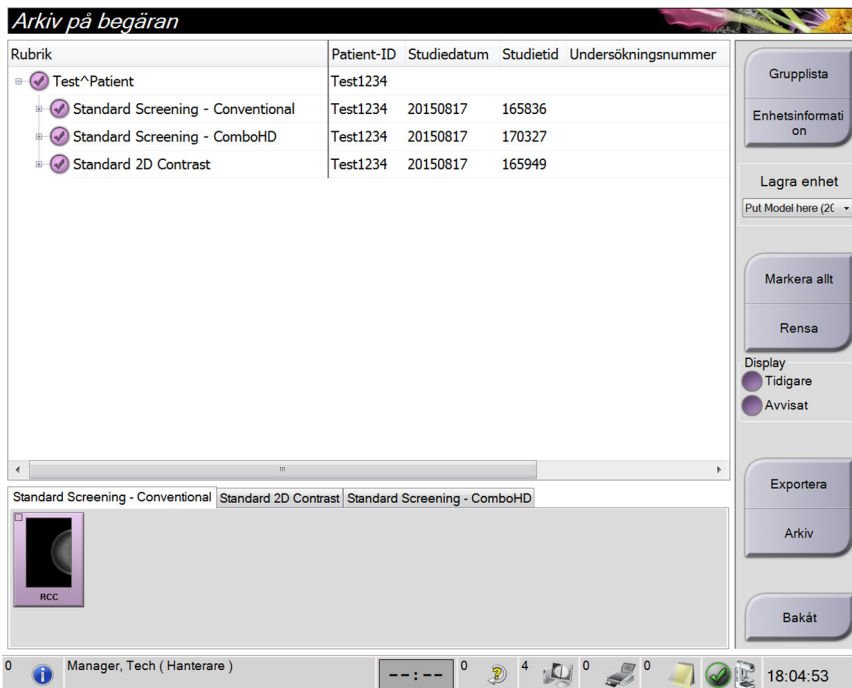 Arkiv på begäran
Rubrik Patient-ID Studiedatum Studietid Undersökningsnummer
Test^Patient Test1234
Standard Screening - Conventional Test1234 20150817 165836
Standard Screening - ComboHD Test1234 20150817 170327
Standard 2D Contrast Test1234 20150817 165949
Grupplista
Enhetsinformati
on
Lagra enhet
Put Model here (20
Markera allt
Rensa
Display
Tidigare
Avvisat
Exportera
Arkiv
Bakåt
Standard Screening - Conventional Standard 2D Contrast Standard Screening - ComboHD
RCC
0 Manager, Tech ( Hanterare ) --:-- 0 4 0 0 18:04:53